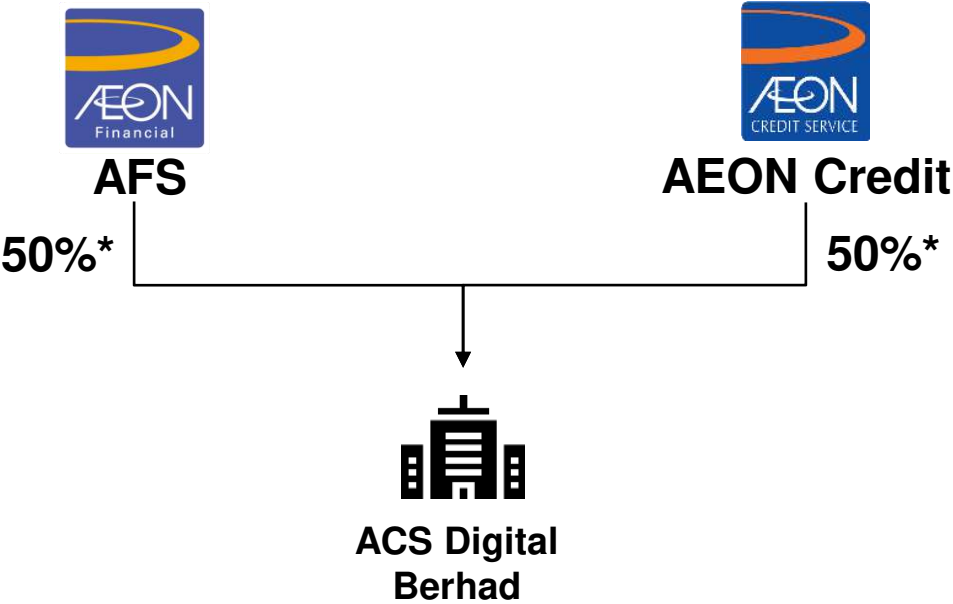 ÆON
Financial
AFS
50%*
ÆON
CREDIT SERVICE
AEON Credit
50%*
ACS Digital
Berhad